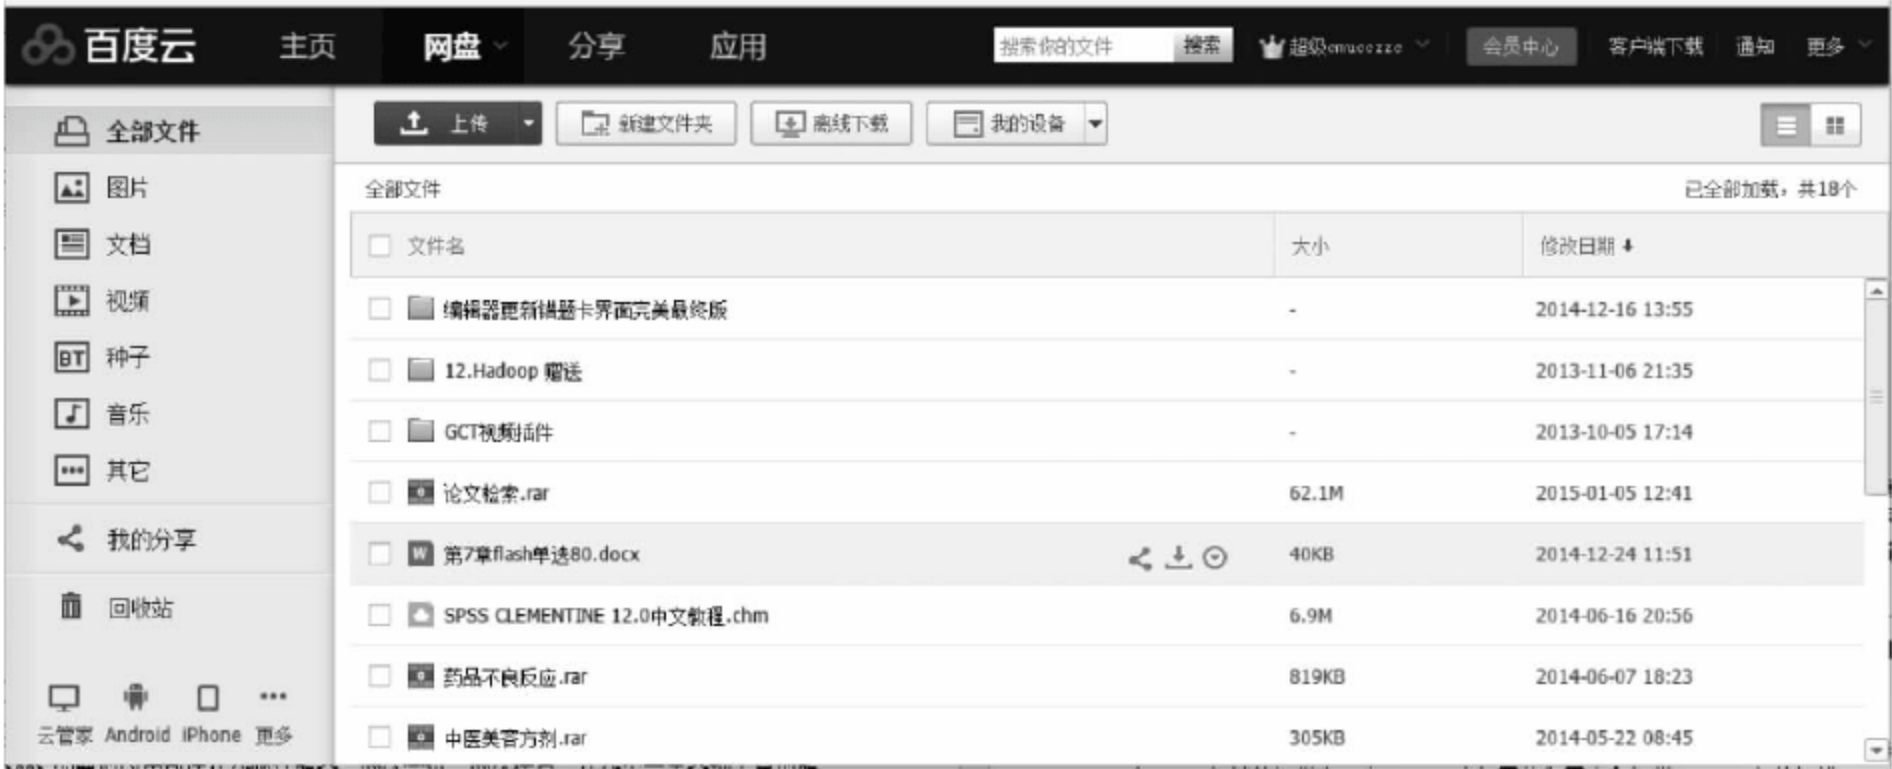 百度云 主页 网盘 分享 应用 搜索你的文件 搜索 会员中心 客户端下载 通知 更多
上传 新建文件夹 离线下载 我的设备
全部文件
图片
文档
视频
BT 种子
音乐
其它
我的分享
回收站
云管家 Android iPhone 更多
全部文件 已全部加载，共18个
文件名 大小 修改日期
编辑器更新错题卡界面完美最终版 - 2014-12-16 13:55
12.Hadoop 赠送 - 2013-11-06 21:35
GCT视频插件 - 2013-10-05 17:14
论文检索.rar 62.1M 2015-01-05 12:41
W 第7章flash单选80.docx 40KB 2014-12-24 11:51
SPSS CLEMENTINE 12.0中文教程.chm 6.9M 2014-06-16 20:56
药品不良反应.rar 819KB 2014-06-07 18:23
中医美容方剂.rar 305KB 2014-05-22 08:45